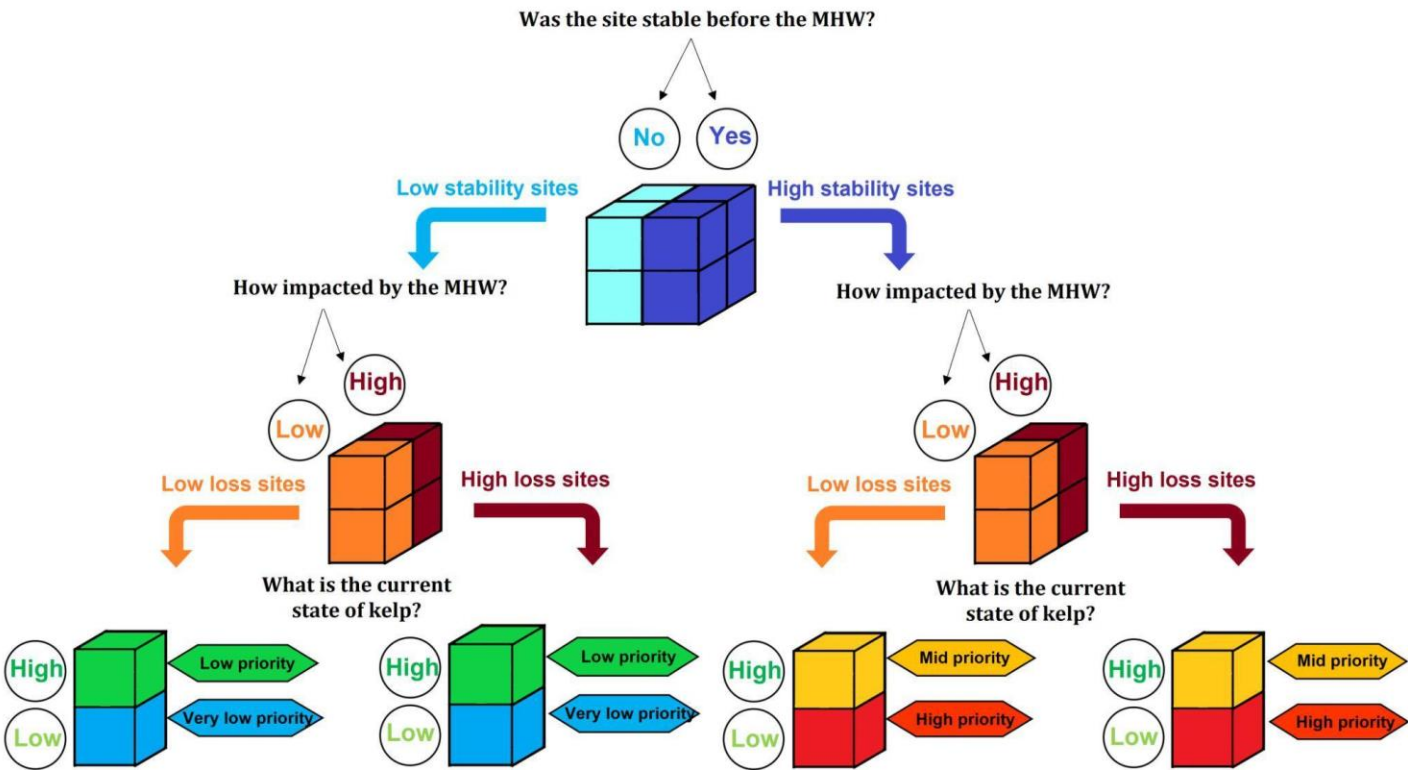 Was the site stable before the MHW?
No
Yes
Low stability sites
High stability sites
How impacted by the MHW?
How impacted by the MHW?
High
Low
High
Low
Low loss sites
High loss sites
Low loss sites
High loss sites
What is the current
state of kelp?
What is the current
state of kelp?
High
Low priority
Low
Very low priority
High
Low priority
Low
Very low priority
High
Mid priority
Low
High priority
High
Mid priority
Low
High priority